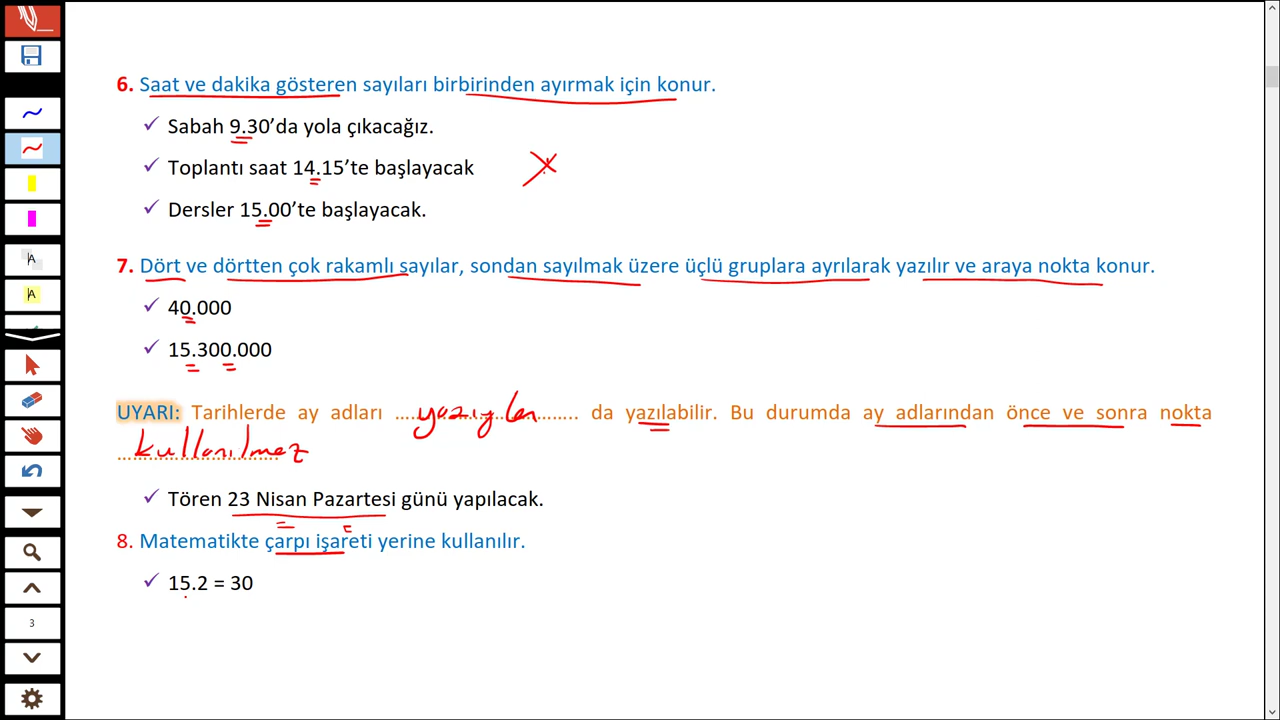 6. Saat ve dakika gösteren sayıları birbirinden ayırmak için konur.
✓ Sabah 9.30’da yola çıkacağız.
✓ Toplantı saat 14.15’te başlayacak
✓ Dersler 15.00’te başlayacak.
7. Dört ve dörtten çok rakamlı sayılar, sondan sayılmak üzere üçlü gruplara ayrılarak yazılır ve araya nokta konur.
✓ 40.000
✓ 15.300.000
UYARI: Tarihlerde ay adları yazıyla da yazılabilir. Bu durumda ay adlarından önce ve sonra nokta
kullanılmaz
✓ Tören 23 Nisan Pazartesi günü yapılacak.
8. Matematikte çarpı işareti yerine kullanılır.
✓ 15.2 = 30
A
A
3